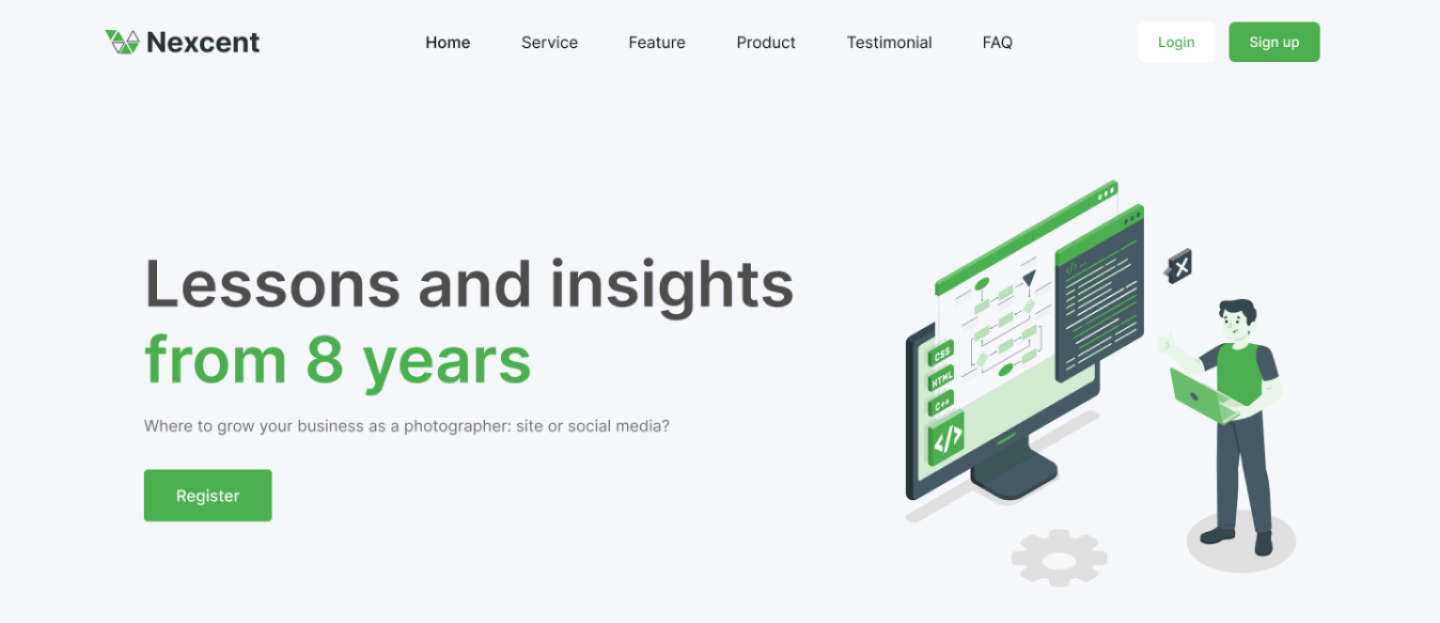 Nexcent
Home Service Feature Product Testimonial FAQ
Login Sign up
Lessons and insights
from 8 years
Where to grow your business as a photographer: site or social media?
Register
CSS
HTML
C++
</>